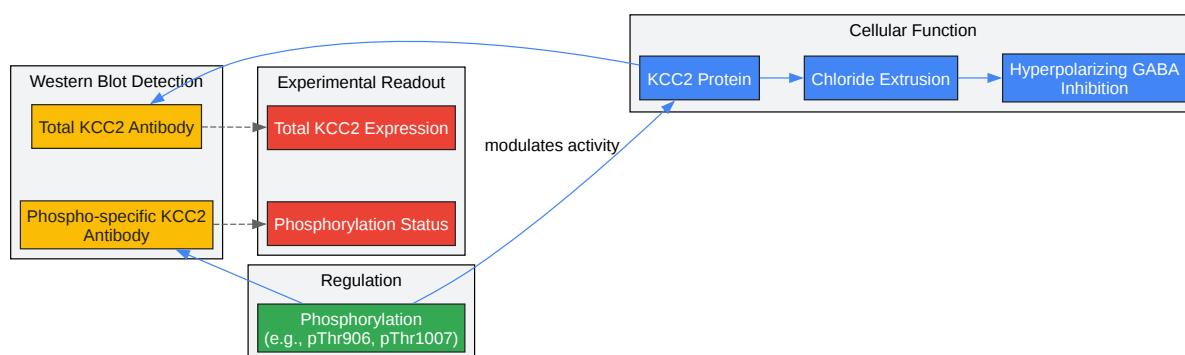 Cellular Function
KCC2 Protein
Chloride Extrusion
Hyperpolarizing GABA
Inhibition
Western Blot Detection
Total KCC2 Antibody
Phospho-specific KCC2
Antibody
Experimental Readout
Total KCC2 Expression
Phosphorylation Status
modulates activity
Regulation
Phosphorylation
(e.g., pThr906, pThr1007)